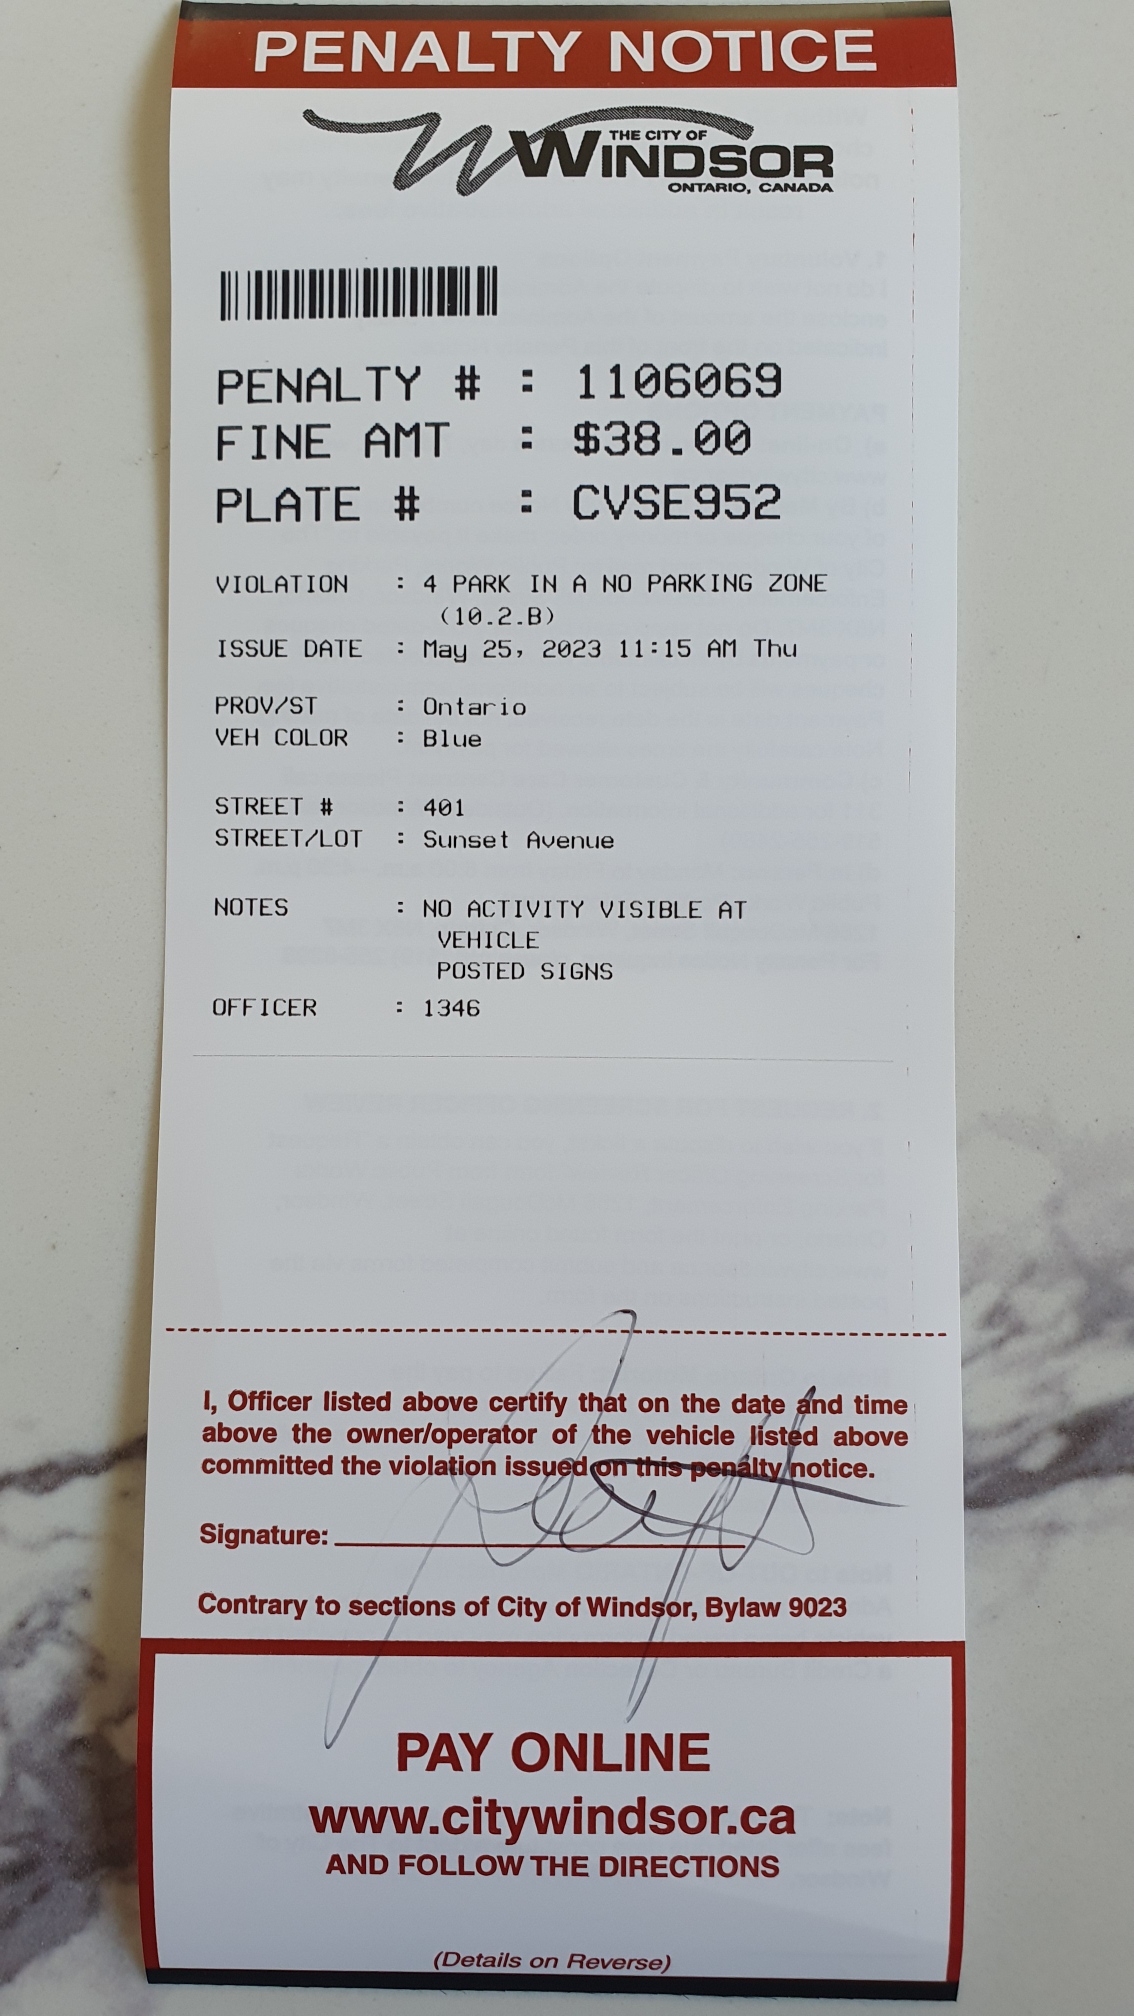 PENALTY NOTICE
THE CITY OF
WINDSOR
ONTARIO, CANADA
PENALTY # : 1106069
FINE AMT : $38.00
PLATE # : CVSE952
VIOLATION : 4 PARK IN A NO PARKING ZONE
(10.2.B)
ISSUE DATE : May 25, 2023 11:15 AM Thu
PROV/ST : Ontario
VEH COLOR : Blue
STREET # : 401
STREET/LOT : Sunset Avenue
NOTES : NO ACTIVITY VISIBLE AT
VEHICLE
POSTED SIGNS
OFFICER : 1346
I, Officer listed above certify that on the date and time
above the owner/operator of the vehicle listed above
committed the violation issued on this penalty notice.
Signature:
Contrary to sections of City of Windsor, Bylaw 9023
PAY ONLINE
www.citywindsor.ca
AND FOLLOW THE DIRECTIONS
(Details on Reverse)